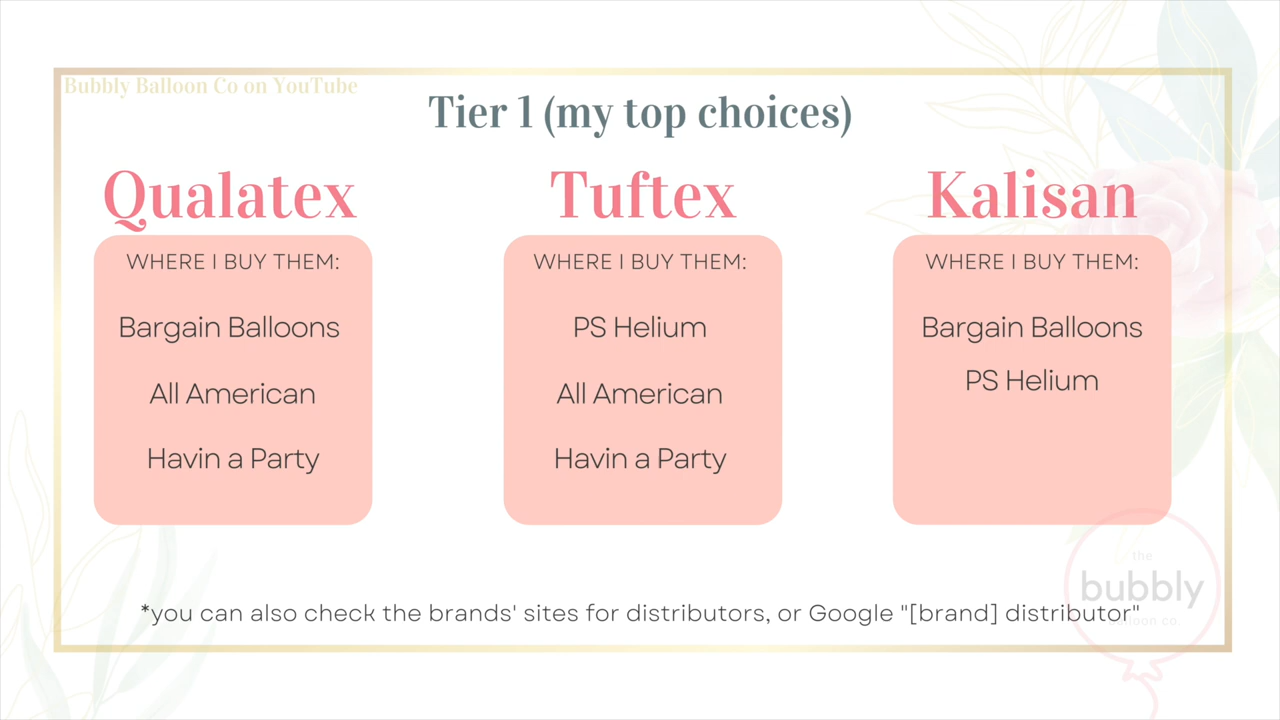 Bubbly Balloon Co on YouTube
Tier 1 (my top choices)
Qualatex
WHERE I BUY THEM:
Bargain Balloons
All American
Havin a Party
Tuftex
WHERE I BUY THEM:
PS Helium
All American
Havin a Party
Kalisan
WHERE I BUY THEM:
Bargain Balloons
PS Helium
*you can also check the brands' sites for distributors, or Google "[brand] distributor"
the
bubbly
balloon co.